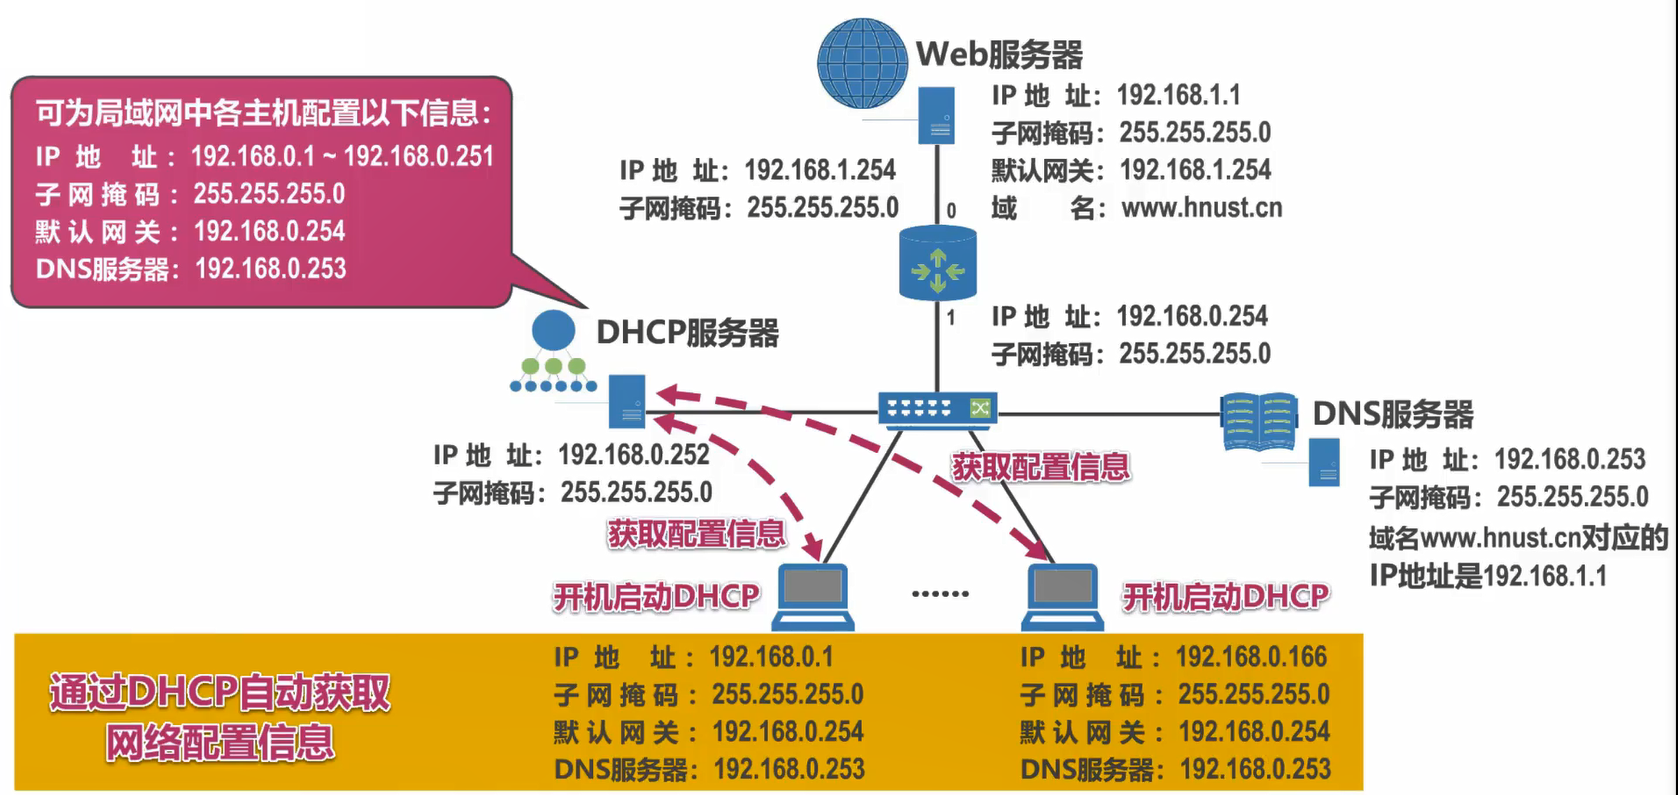 可为局域网中各主机配置以下信息：
IP 地 址：192.168.0.1 ~ 192.168.0.251
子 网 掩 码：255.255.255.0
默 认 网 关：192.168.0.254
DNS服务器：192.168.0.253
Web服务器
IP 地 址：192.168.1.1
子网掩码：255.255.255.0
默认网关：192.168.1.254
域 名：www.hnust.cn
IP 地 址：192.168.1.254
子网掩码：255.255.255.0
0
1
IP 地 址：192.168.0.254
子网掩码：255.255.255.0
DHCP服务器
IP 地 址：192.168.0.252
子网掩码：255.255.255.0
DNS服务器
IP 地 址：192.168.0.253
子网掩码：255.255.255.0
域名www.hnust.cn对应的
IP地址是192.168.1.1
获取配置信息
获取配置信息
开机启动DHCP
······
开机启动DHCP
通过DHCP自动获取
网络配置信息
IP 地 址：192.168.0.1
子 网 掩 码：255.255.255.0
默 认 网 关：192.168.0.254
DNS服务器：192.168.0.253
IP 地 址：192.168.0.166
子 网 掩 码：255.255.255.0
默 认 网 关：192.168.0.254
DNS服务器：192.168.0.253